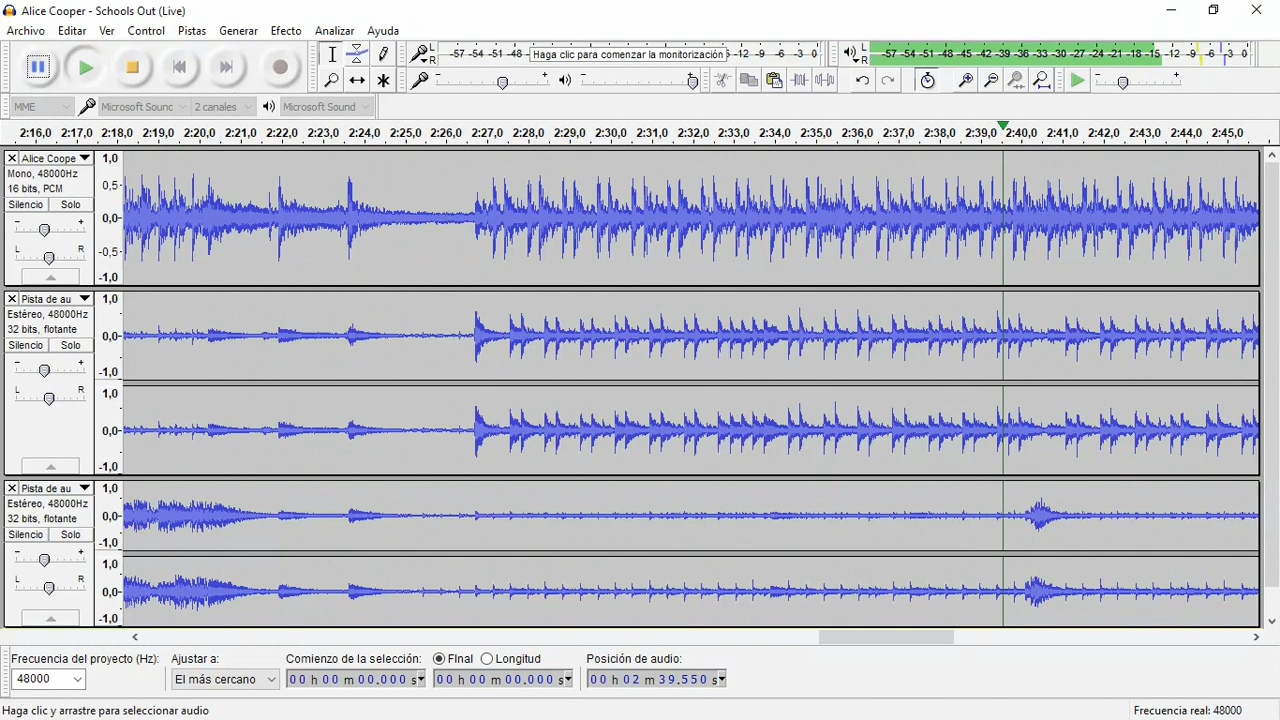 Alice Cooper - Schools Out (Live)
Archivo Editar Ver Control Pistas Generar Efecto Analizar Ayuda
L R -57 -54 -51 -48 Haga clic para comenzar la monitorización -12 -9 -6 -3 0
L R -57 -54 -51 -48 -45 -42 -39 -36 -33 -30 -27 -24 -21 -18 -15 -12 -9 -6 -3 0
MME Microsoft Sounc 2 canales Microsoft Sounc
2:16,0 2:17,0 2:18,0 2:19,0 2:20,0 2:21,0 2:22,0 2:23,0 2:24,0 2:25,0 2:26,0 2:27,0 2:28,0 2:29,0 2:30,0 2:31,0 2:32,0 2:33,0 2:34,0 2:35,0 2:36,0 2:37,0 2:38,0 2:39,0 2:40,0 2:41,0 2:42,0 2:43,0 2:44,0 2:45,0
Alice Coope 1,0
Mono, 48000Hz
16 bits, PCM 0,5
Silencio Solo
- + 0,0
L R -0,5
-1,0
Pista de au 1,0
Estéreo, 48000Hz
32 bits, flotante 0,0
Silencio Solo
- + -1,0
L R 1,0
0,0
-1,0
Pista de au 1,0
Estéreo, 48000Hz
32 bits, flotante 0,0
Silencio Solo -1,0
- + 1,0
L R 0,0
-1,0
Frecuencia del proyecto (Hz): Ajustar a: Comienzo de la selección: FInal Longitud Posición de audio:
48000 El más cercano 00 h 00 m 00.000 s 00 h 00 m 00.000 s 00 h 02 m 39.550 s
Haga clic y arrastre para seleccionar audio Frecuencia real: 48000